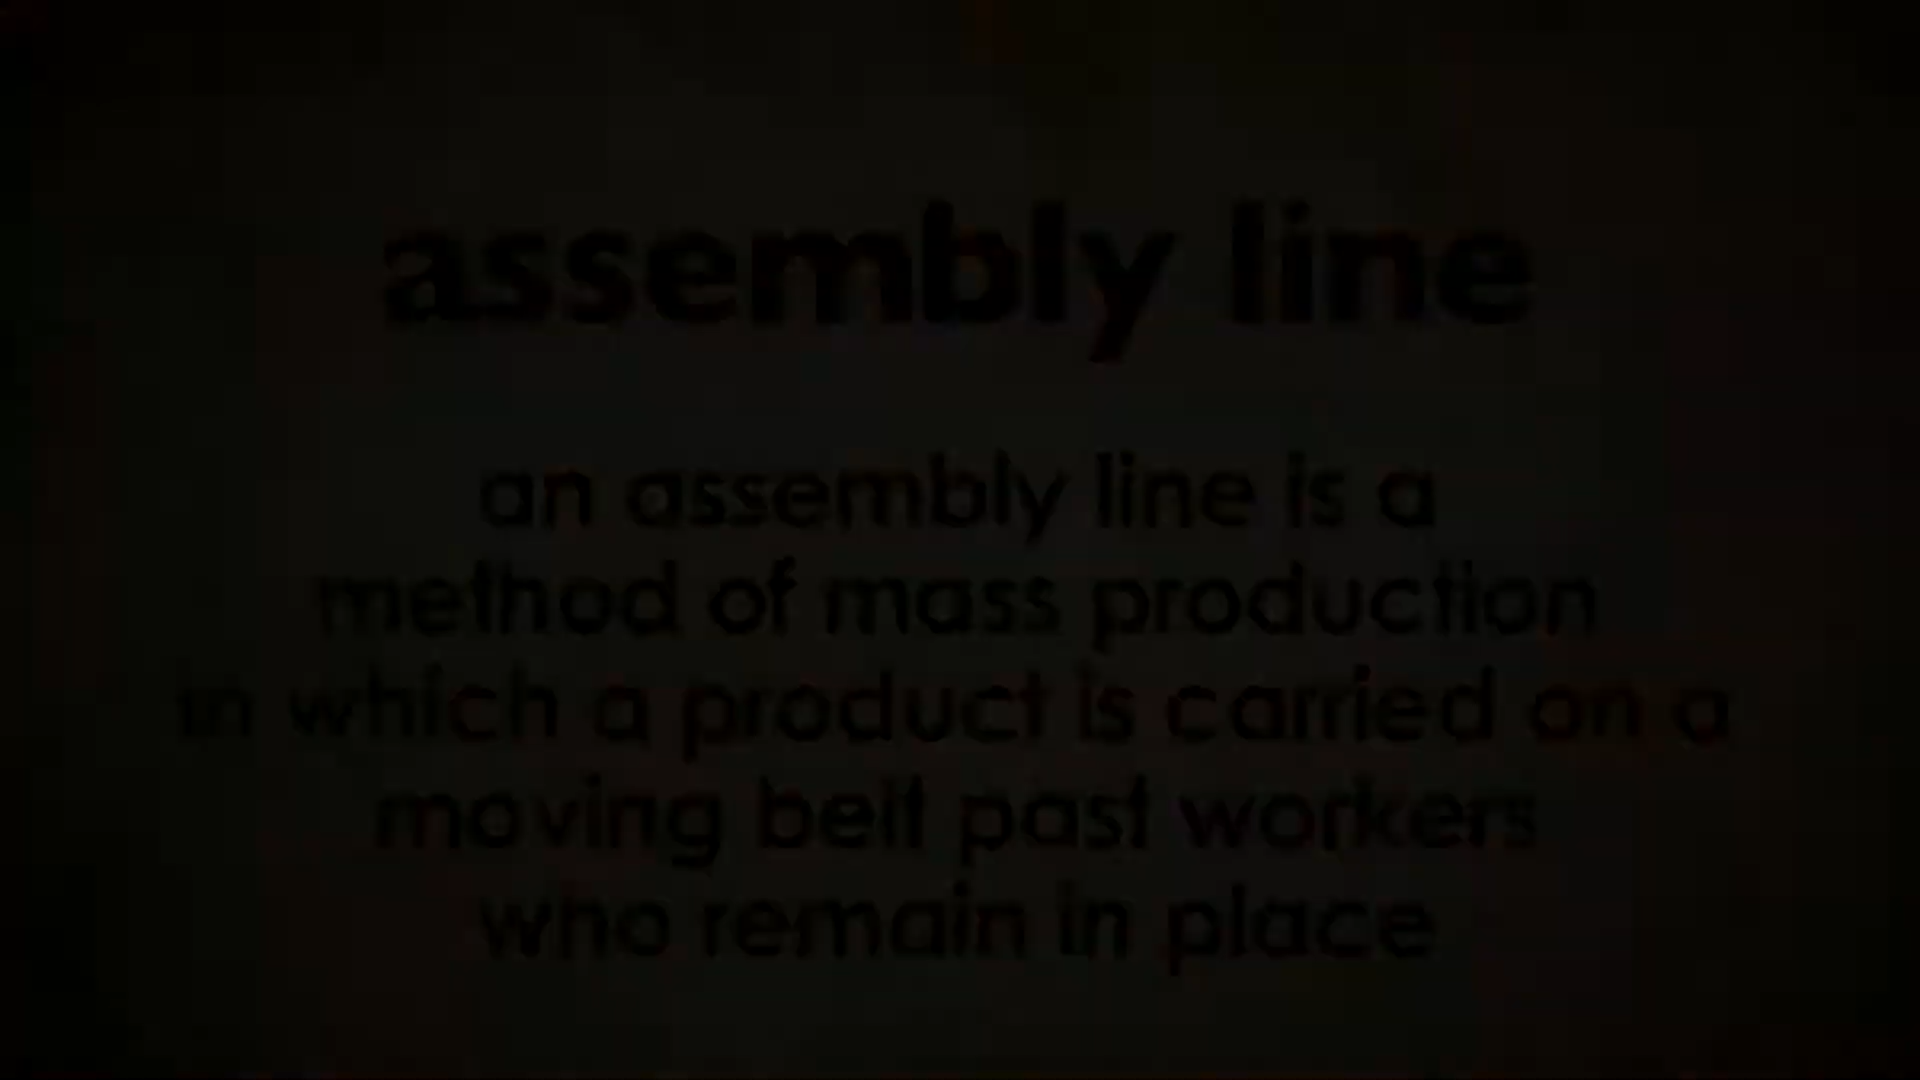 assembly line
an assembly line is a
method of mass production
in which a product is carried on a
moving belt past workers
who remain in place